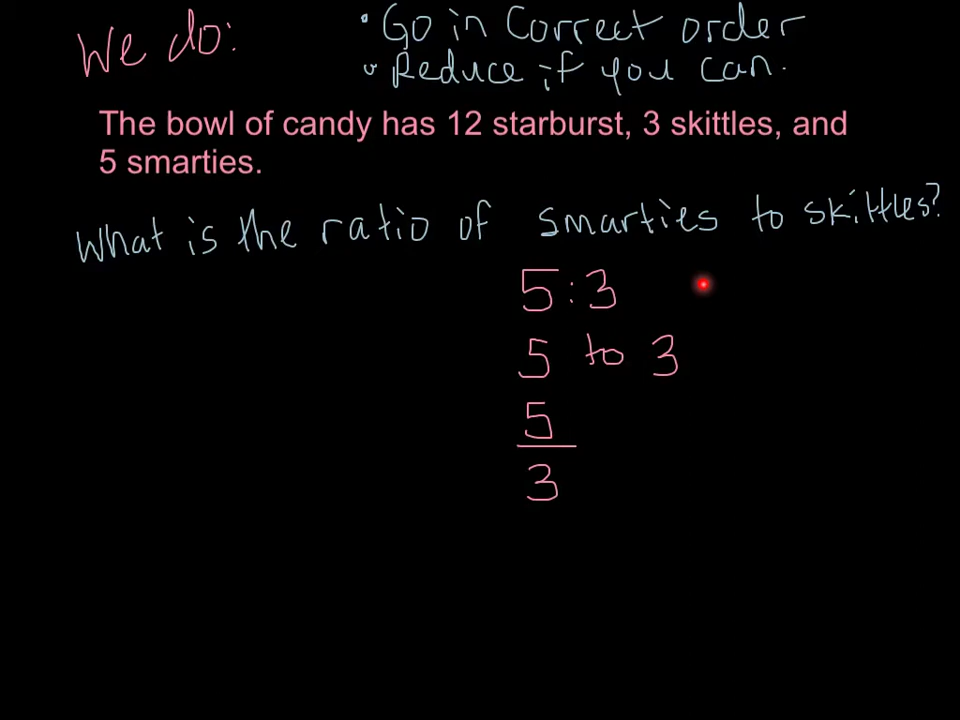 We do:
• Go in Correct order
• Reduce if you can.
The bowl of candy has 12 starburst, 3 skittles, and
5 smarties.
What is the ratio of smarties to skittles?
5:3
5 to 3
5
3